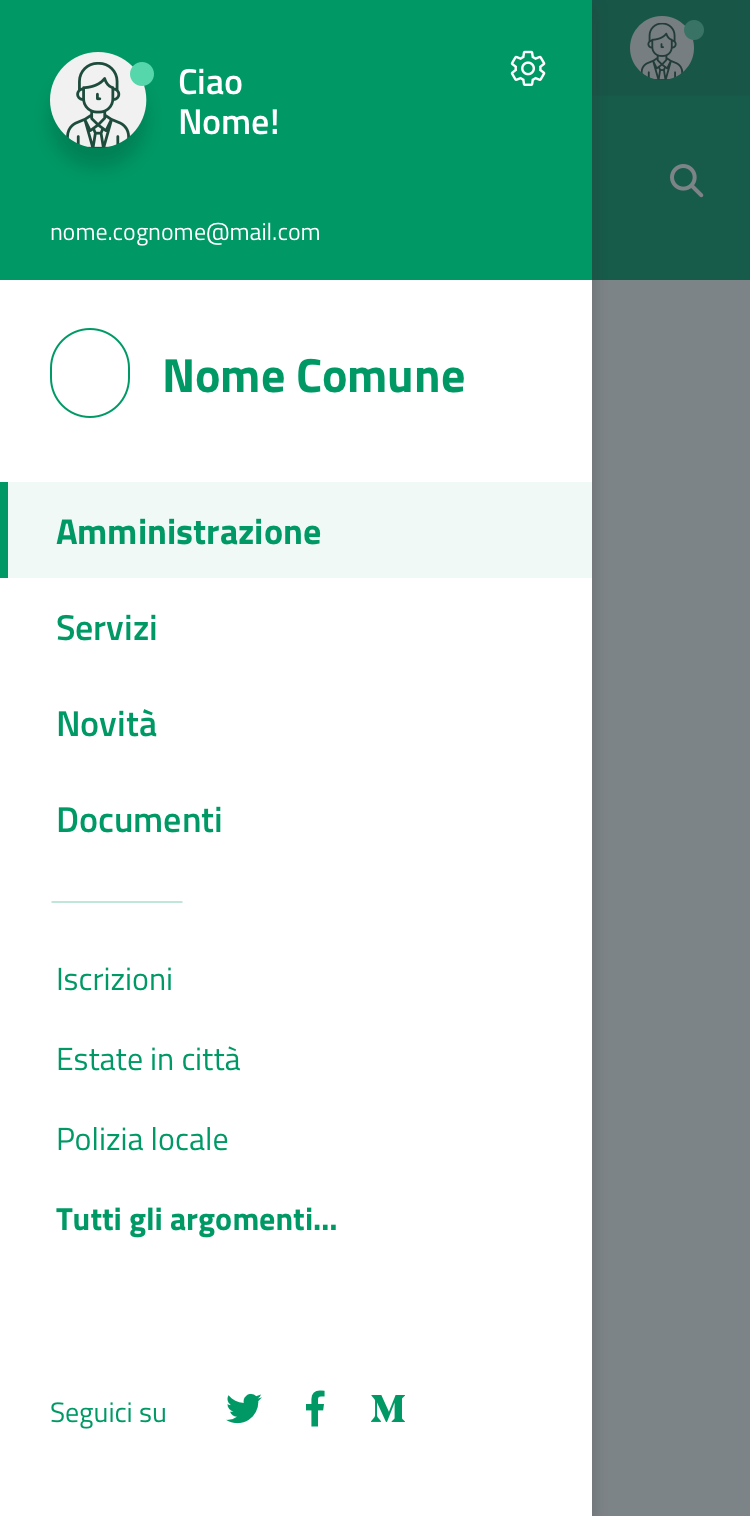 Ciao
Nome!
nome.cognome@mail.com
Nome Comune
Amministrazione
Servizi
Novità
Documenti
Iscrizioni
Estate in città
Polizia locale
Tutti gli argomenti...
Seguici su